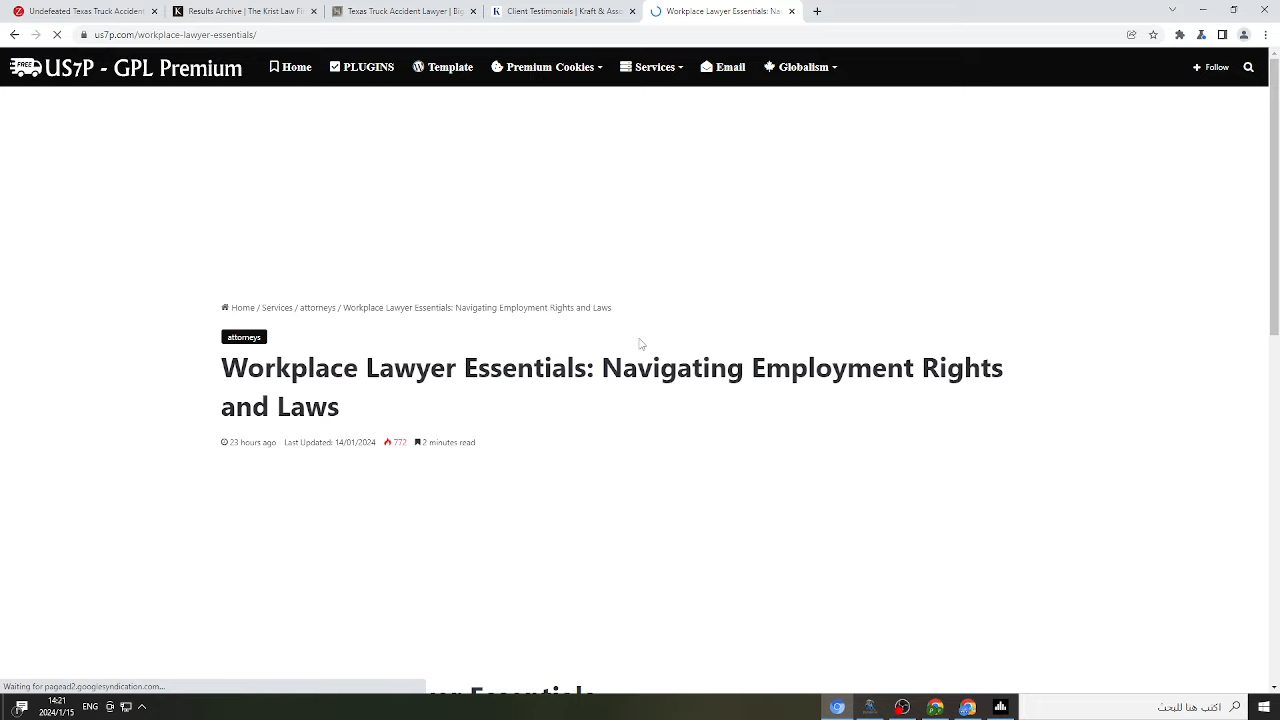 Undefeated Texas Truck Accident
Results Archive | The Krist Law Fi
Texas Truck Accident Lawyer | Big
Client Testimonials | Kraft & Asso
Workplace Lawyer Essentials: Na
us7p.com/workplace-lawyer-essentials/
FREE
US7P - GPL Premium
Home
PLUGINS
Template
Premium Cookies
Services
Email
Globalism
Follow
Home / Services / attorneys / Workplace Lawyer Essentials: Navigating Employment Rights and Laws
attorneys
Workplace Lawyer Essentials: Navigating Employment Rights
and Laws
23 hours ago Last Updated: 14/01/2024 772 2 minutes read
Waiting for pagead2.googlesyndication.com...
Essentials
14:21
2024/1/15
ENG
اكتب هنا للبحث